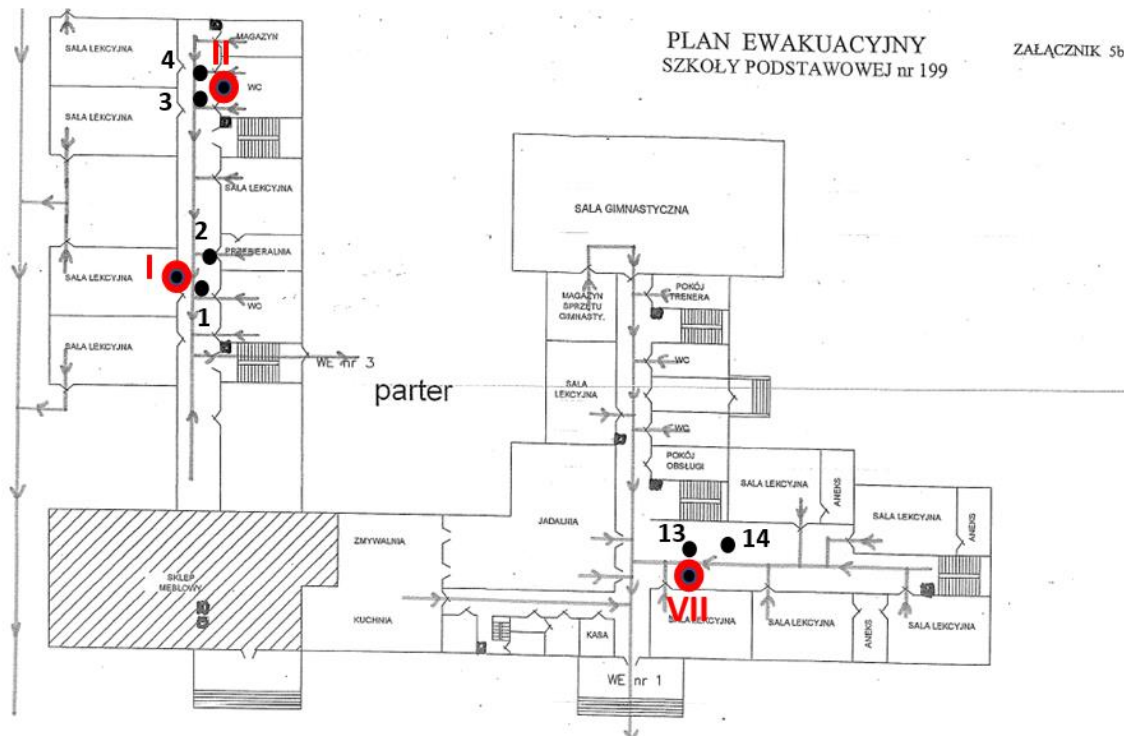 PLAN EWAKUACYJNY
SZKOŁY PODSTAWOWEJ nr 199
ZAŁĄCZNIK 5b
SALA LEKCYJNA
MAGAZYN
II
4
WC
3
SALA LEKCYJNA
SALA LEKCYJNA
2
PRZEBIERALNIA
I
SALA LEKCYJNA
WC
1
SALA LEKCYJNA
WE nr 3
parter
SALA GIMNASTYCZNA
MAGAZYN
SPRZĘTU
GIMNASTY.
POKÓJ
TRENERA
WC
SALA
LEKCYJNA
WC
POKÓJ
OBSŁUGI
SALA LEKCYJNA
ANEKS
SALA LEKCYJNA
ANEKS
JADALNIA
13
14
ZMYWALNIA
SKLEP
MEBLOWY
KUCHNIA
KASA
VII
SALA LEKCYJNA
SALA LEKCYJNA
ANEKS
SALA LEKCYJNA
WE nr 1